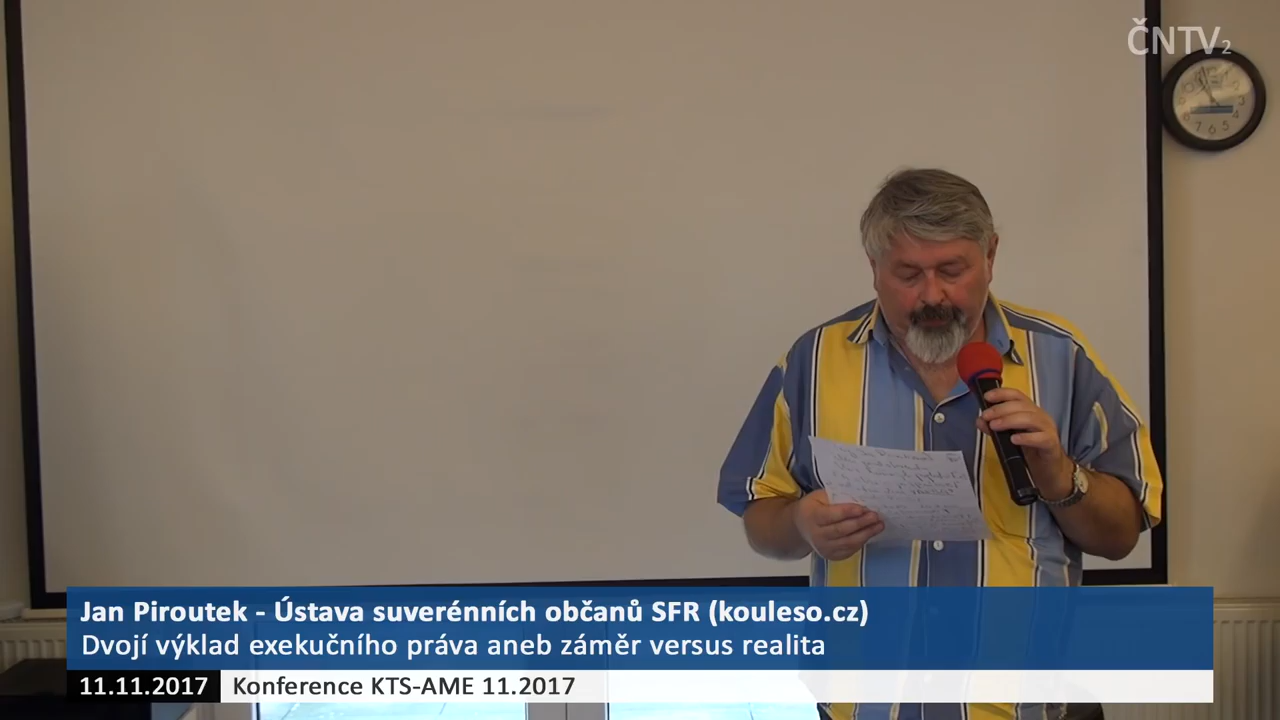 ČNTV2
Jan Piroutek - Ústava suverénních občanů SFR (kouleso.cz)
Dvojí výklad exekučního práva aneb záměr versus realita
11.11.2017 Konference KTS-AME 11.2017